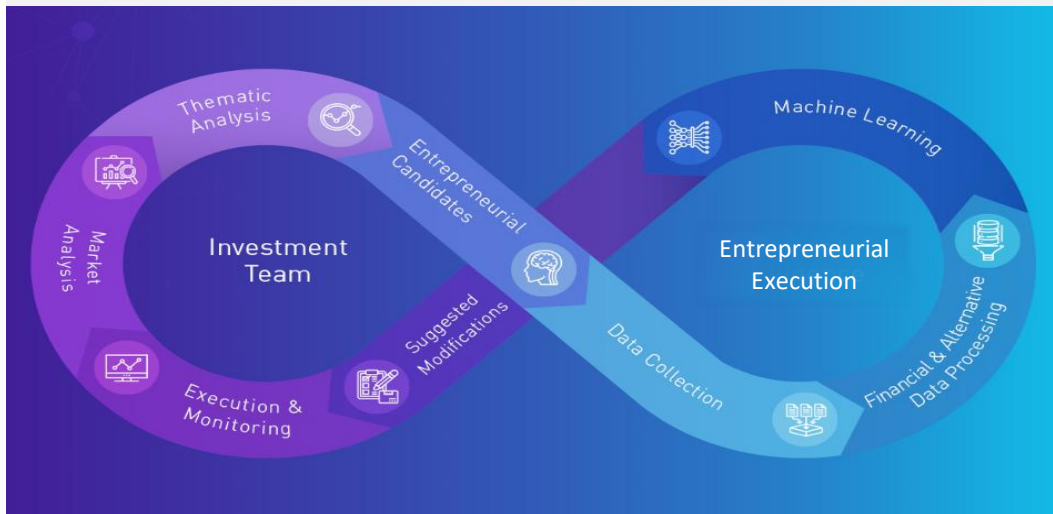 Thematic
Analysis
Entrepreneurial
Candidates
Machine Learning
Market
Analysis
Investment
Team
Entrepreneurial
Execution
Suggested
Modifications
Data Collection
Financial & Alternative
Data Processing
Execution &
Monitoring